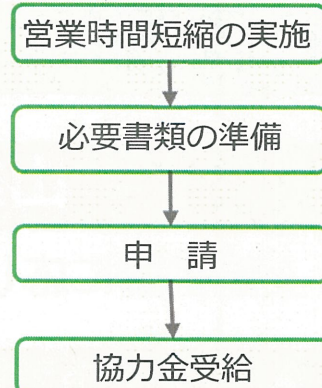 営業時間短縮の実施
必要書類の準備
申　請
協力金受給